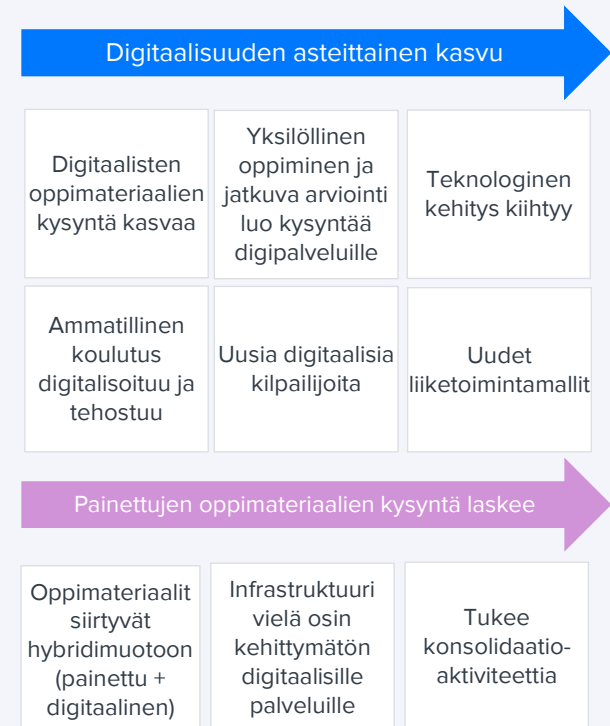 Digitaalisuuden asteittainen kasvu
Digitaalisten
oppimateriaalien
kysyntä kasvaa
Yksilöllinen
oppiminen ja
jatkuva arviointi
luo kysyntää
digipalveluille
Teknologinen
kehitys kiihtyy
Ammatillinen
koulutus
digitalisoituu ja
tehostuu
Uusia digitaalisia
kilpailijoita
Uudet
liiketoimintamallit
Painettujen oppimateriaalien kysyntä laskee
Oppimateriaalit
siirtyvät
hybridimuotoon
(painettu +
digitaalinen)
Infrastruktuuri
vielä osin
kehittymätön
digitaalisille
palveluille
Tukee
konsolidaatio-
aktiviteettia